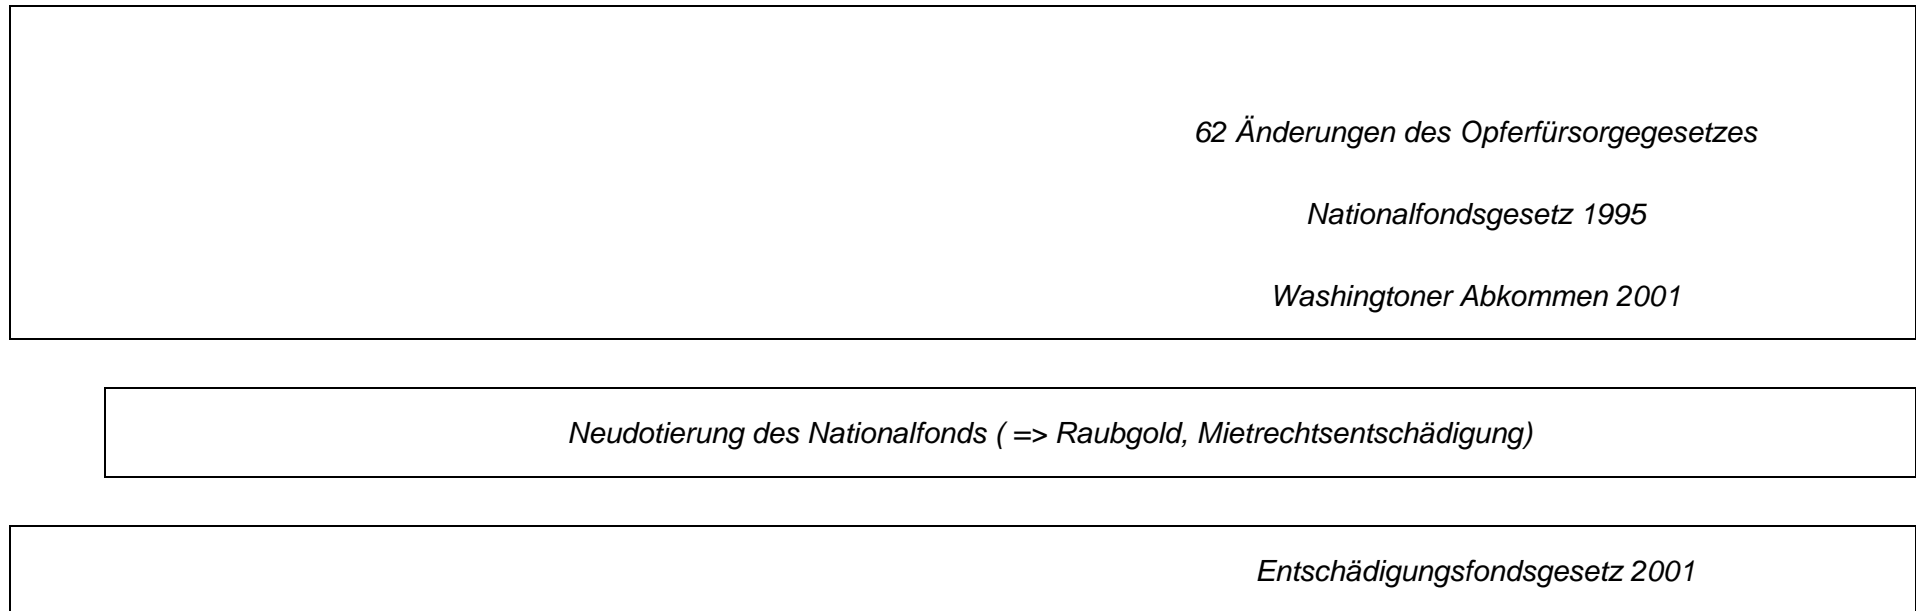 62 Änderungen des Opferfürsorgegesetzes
Nationalfondsgesetz 1995
Washingtoner Abkommen 2001
Neudotierung des Nationalfonds ( => Raubgold, Mietrechtsentschädigung)
Entschädigungsfondsgesetz 2001